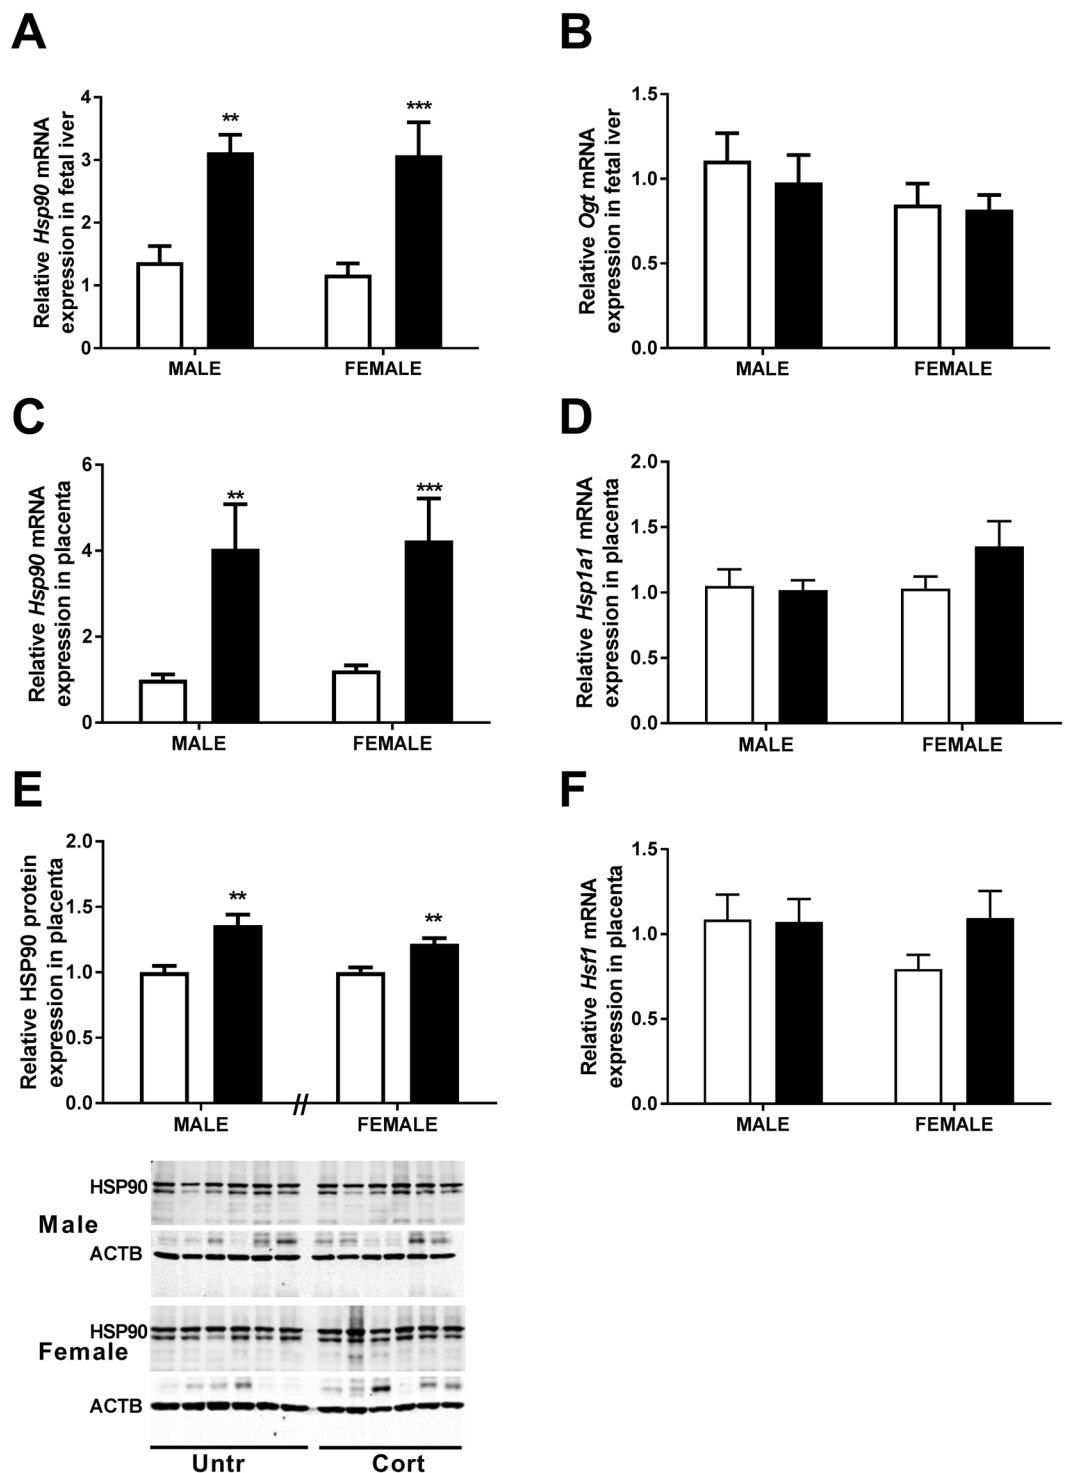 A
Relative Hsp90 mRNA
expression in fetal iver
4
3
2
1
0
**
***
MALE
FEMALE
B
Relative Ogt mRNA
expression in fetal iver
1.5
1.0
0.5
0.0
MALE
FEMALE
C
Relative Hsp90 mRNA
expression in placenta
6
4
2
0
**
***
MALE
FEMALE
D
Relative Hsp1a1 mRNA
expression in placenta
2.0
1.5
1.0
0.5
0.0
MALE
FEMALE
E
Relative HSP90 protein
expression in placenta
2.0
1.5
1.0
0.5
0.0
**
**
MALE
//
FEMALE
HSP90
Male
ACTB
HSP90
Female
ACTB
Untr
Cort
F
Relative Hsf1 mRNA
expression in placenta
1.5
1.0
0.5
0.0
MALE
FEMALE